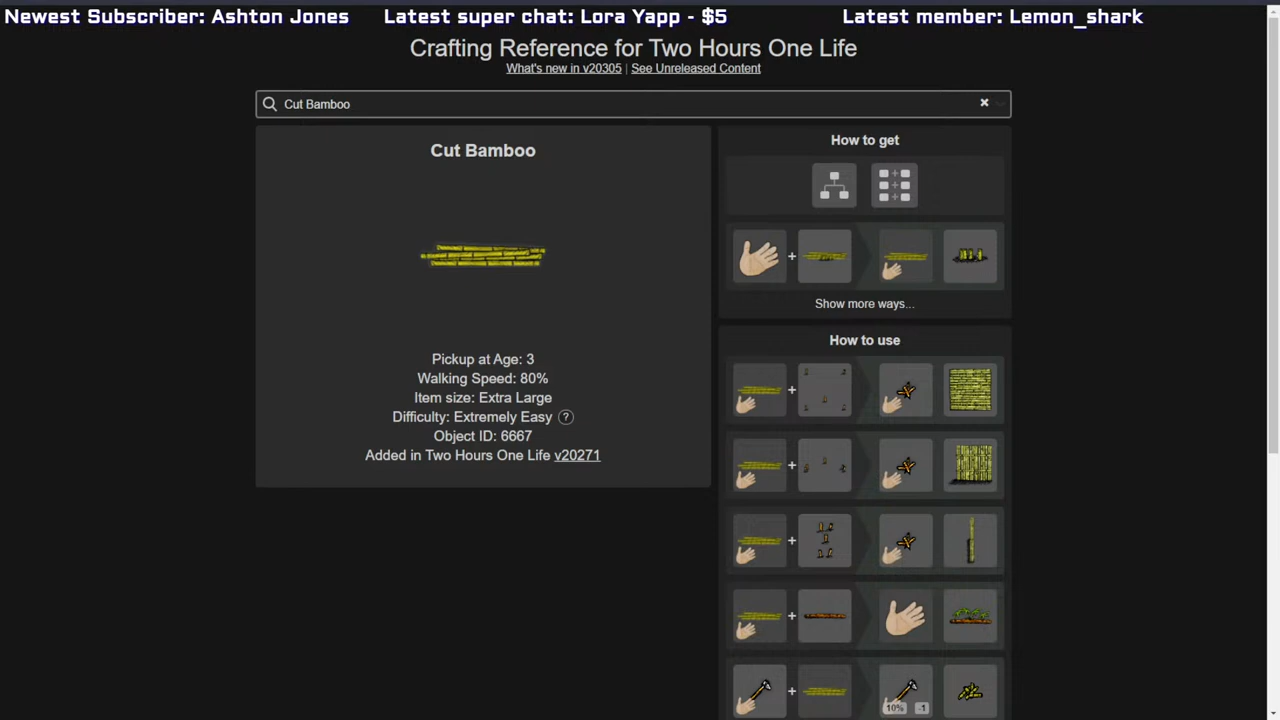 Newest Subscriber: Ashton Jones
Latest super chat: Lora Yapp - $5
Latest member: Lemon_shark
Crafting Reference for Two Hours One Life
What's new in v20305 | See Unreleased Content
Cut Bamboo
Cut Bamboo
Pickup at Age: 3
Walking Speed: 80%
Item size: Extra Large
Difficulty: Extremely Easy ?
Object ID: 6667
Added in Two Hours One Life v20271
How to get
+ + +
+
Show more ways...
How to use
+
+
+
+
+
10% -1